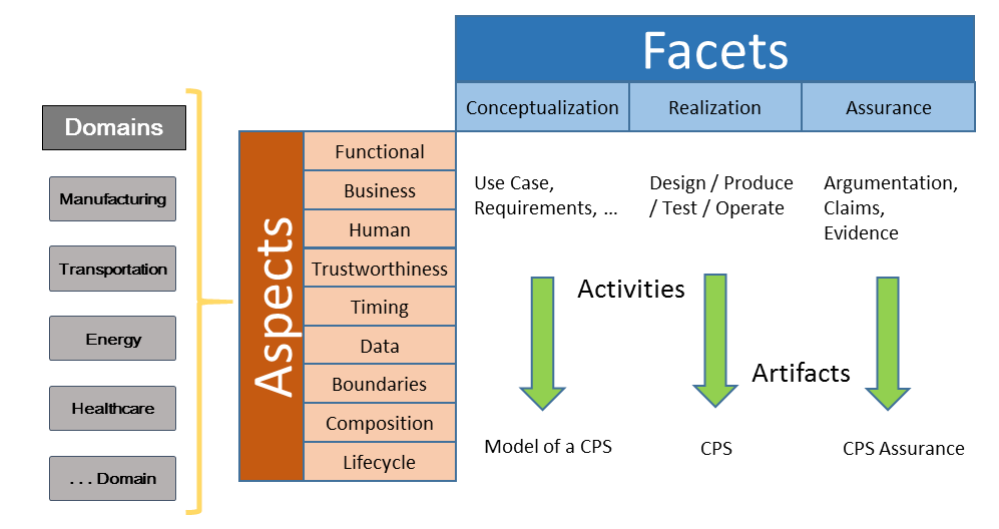 Facets
Conceptualization
Realization
Assurance
Domains
Manufacturing
Transportation
Energy
Healthcare
. . . Domain
Aspects
Functional
Business
Human
Trustworthiness
Timing
Data
Boundaries
Composition
Lifecycle
Use Case,
Requirements, ...
Design / Produce
/ Test / Operate
Argumentation,
Claims,
Evidence
Activities
Artifacts
Model of a CPS
CPS
CPS Assurance